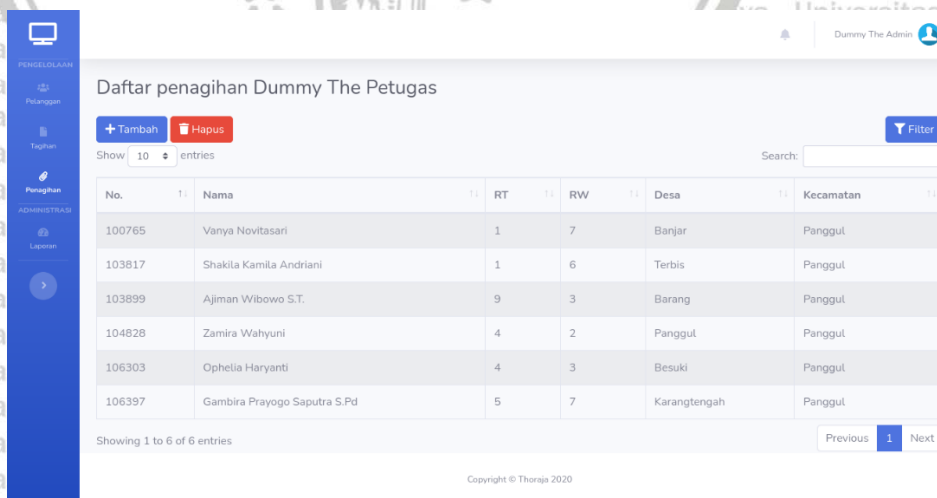 Dummy The Admin
PENGELOLAAN
Pelanggan
Tagihan
Penagihan
ADMINISTRASI
Laporan
Daftar penagihan Dummy The Petugas
+ Tambah Hapus Filter
Show 10 entries Search:
No. Nama RT RW Desa Kecamatan
100765 Vanya Novitasari 1 7 Banjar Panggul
103817 Shakila Kamila Andriani 1 6 Terbis Panggul
103899 Ajiman Wibowo S.T. 9 3 Barang Panggul
104828 Zamira Wahyuni 4 2 Panggul Panggul
106303 Ophelia Haryanti 4 3 Besuki Panggul
106397 Gambira Prayogo Saputra S.Pd 5 7 Karangtengah Panggul
Showing 1 to 6 of 6 entries Previous 1 Next
Copyright © Thoraja 2020